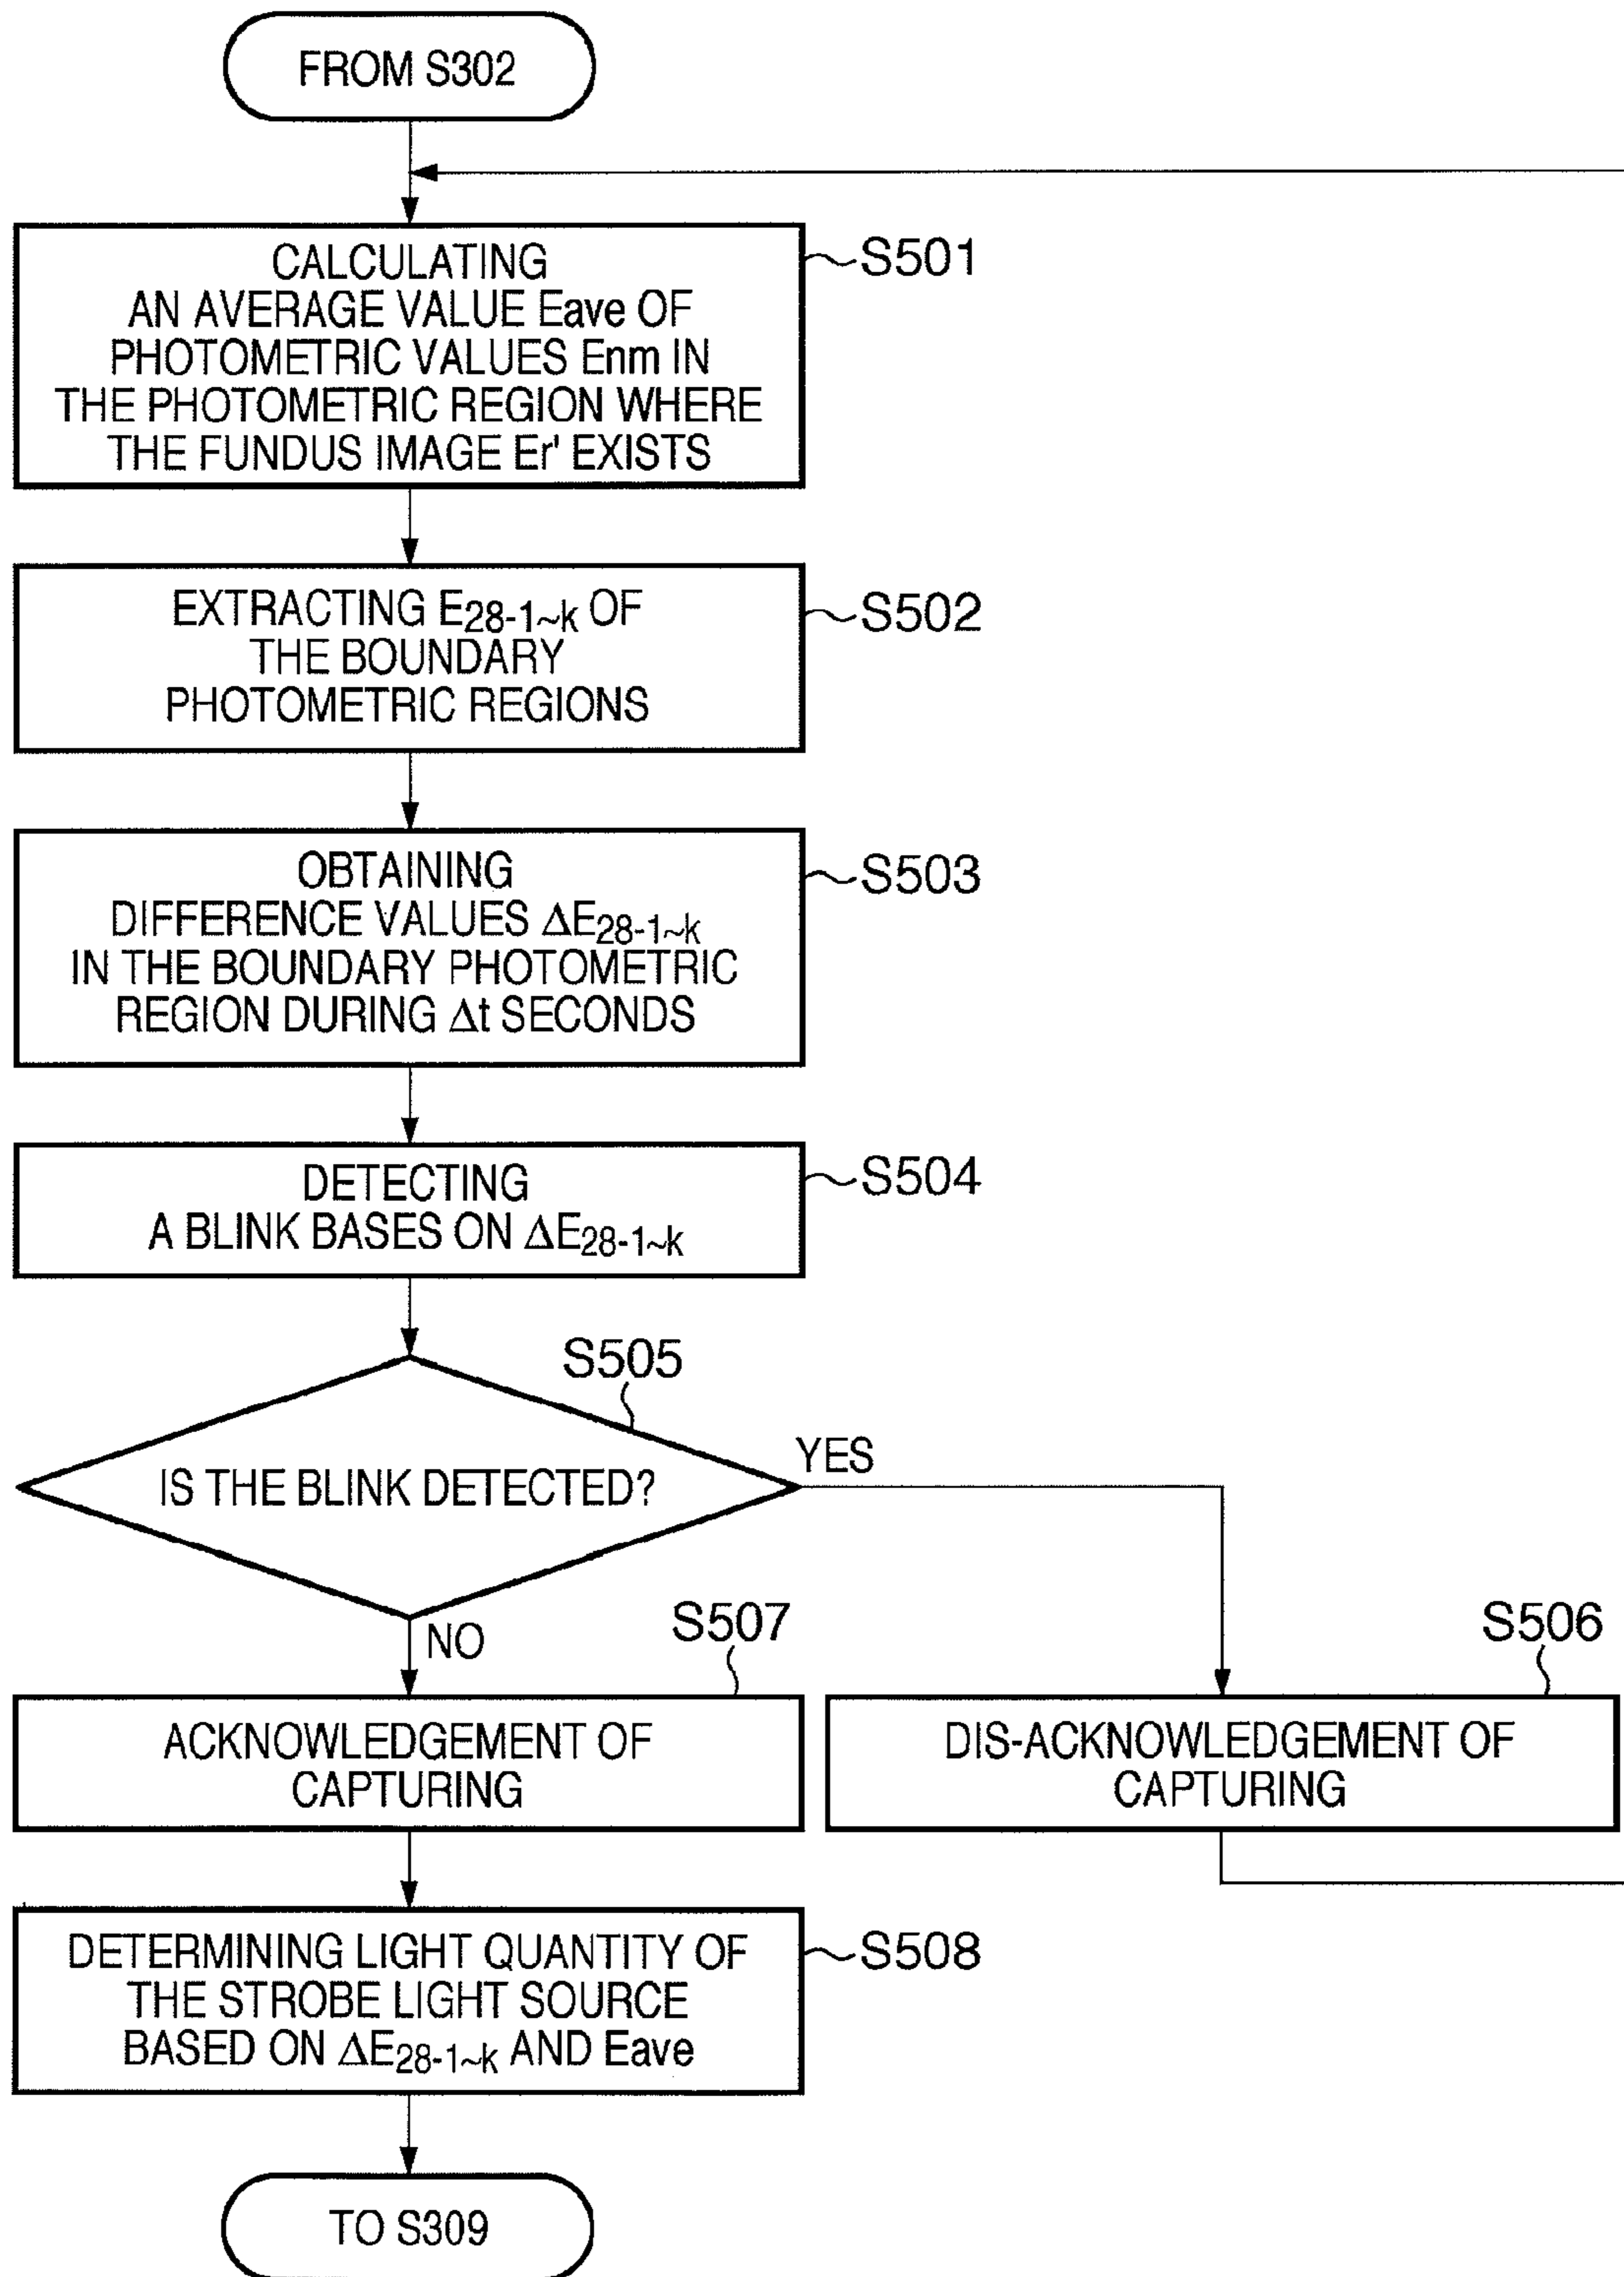 FROM S302
CALCULATING
AN AVERAGE VALUE Eave OF
PHOTOMETRIC VALUES Enm IN
THE PHOTOMETRIC REGION WHERE
THE FUNDUS IMAGE Er' EXISTS
S501
EXTRACTING E28-1~k OF
THE BOUNDARY
PHOTOMETRIC REGIONS
S502
OBTAINING
DIFFERENCE VALUES ΔE28-1~k
IN THE BOUNDARY PHOTOMETRIC
REGION DURING Δt SECONDS
S503
DETECTING
A BLINK BASES ON ΔE28-1~k
S504
S505
IS THE BLINK DETECTED?
YES
NO
S507
ACKNOWLEDGEMENT OF
CAPTURING
S506
DIS-ACKNOWLEDGEMENT OF
CAPTURING
DETERMINING LIGHT QUANTITY OF
THE STROBE LIGHT SOURCE
BASED ON ΔE28-1~k AND Eave
S508
TO S309